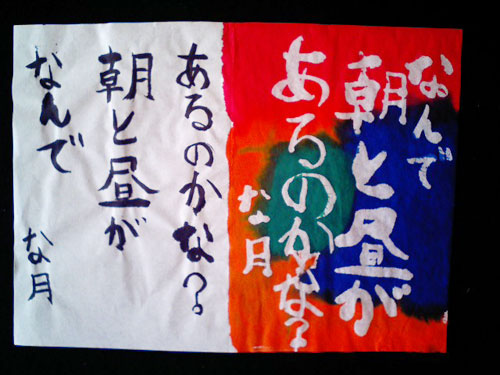 なんで
朝と昼が
あるのかな?
な月
あるのかな?
朝と昼が
なんで
な月